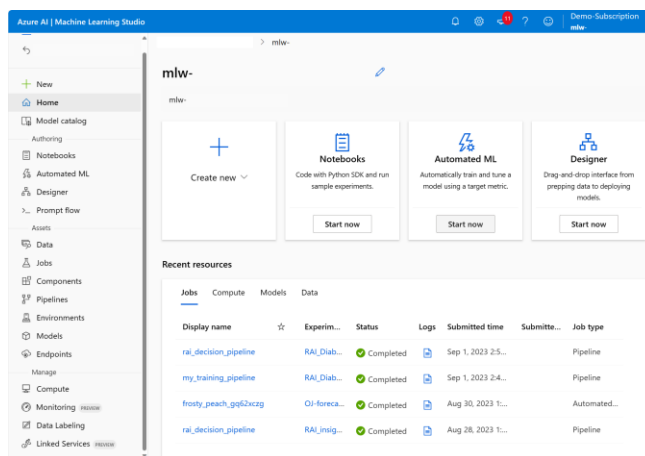 Azure AI | Machine Learning Studio
11
?
Demo-Subscription
mlw-
> mlw-
New
Home
Model catalog
Authoring
Notebooks
Automated ML
Designer
Prompt flow
Assets
Data
Jobs
Components
Pipelines
Environments
Models
Endpoints
Manage
Compute
Monitoring PREVIEW
Data Labeling
Linked Services PREVIEW
mlw-
mlw-
Create new
Notebooks
Code with Python SDK and run
sample experiments.
Start now
Automated ML
Automatically train and tune a
model using a target metric.
Start now
Designer
Drag-and-drop interface from
prepping data to deploying
models.
Start now
Recent resources
Jobs Compute Models Data
Display name Experim... Status Logs Submitted time Submitte... Job type
rai_decision_pipeline RAI_Diab... Completed Sep 1, 2023 2:5... Pipeline
my_training_pipeline RAI_Diab... Completed Sep 1, 2023 2:4... Pipeline
frosty_peach_gq62xczg OJ-foreca... Completed Aug 30, 2023 1:... Automated...
rai_decision_pipeline RAI_insig... Completed Aug 28, 2023 1:... Pipeline